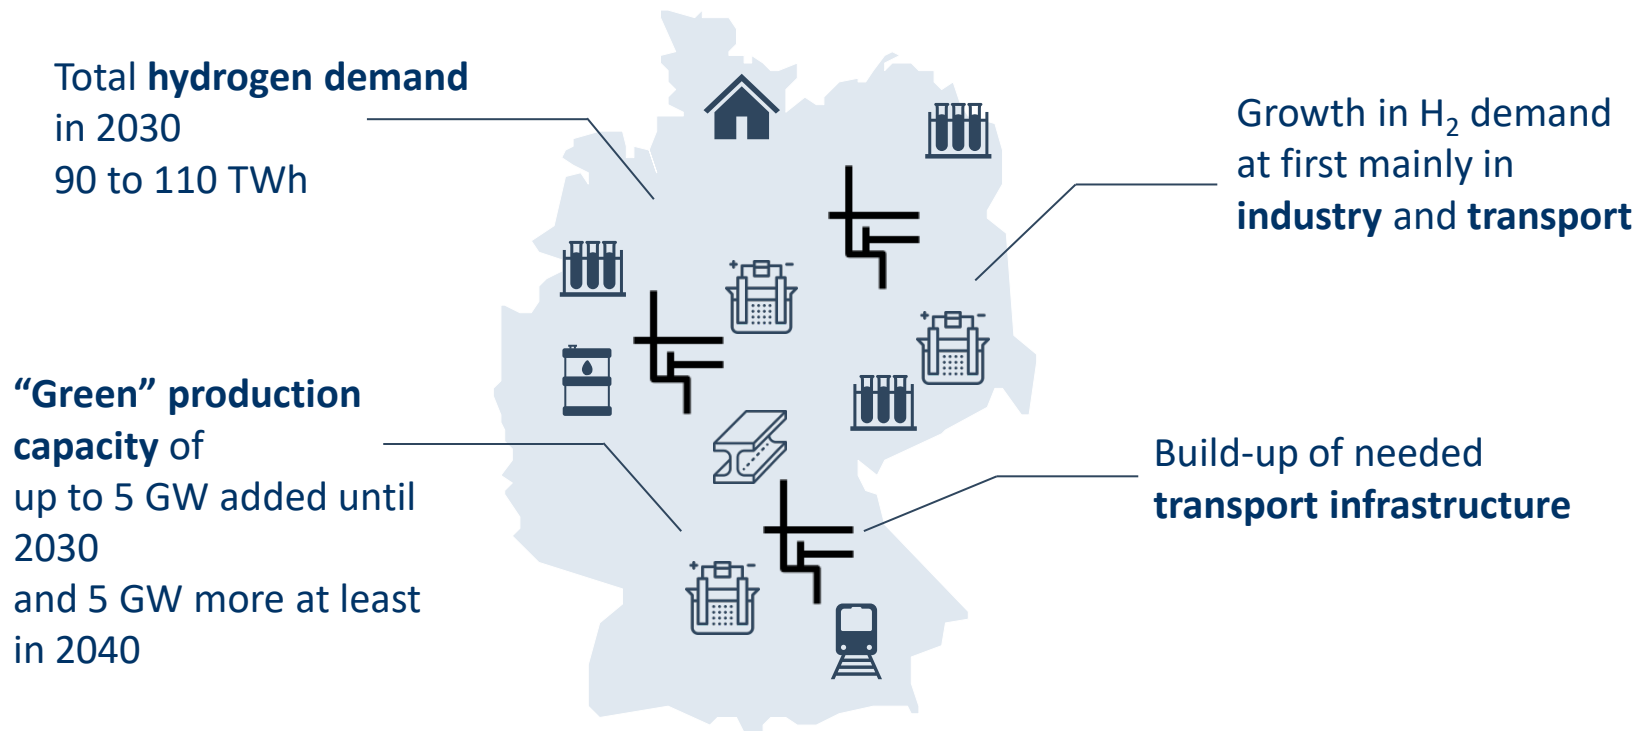 Total hydrogen demand
in 2030
90 to 110 TWh
Growth in H₂ demand
at first mainly in
industry and transport
“Green” production
capacity of
up to 5 GW added until
2030
and 5 GW more at least
in 2040
Build-up of needed
transport infrastructure
+ −
+ −
+ −